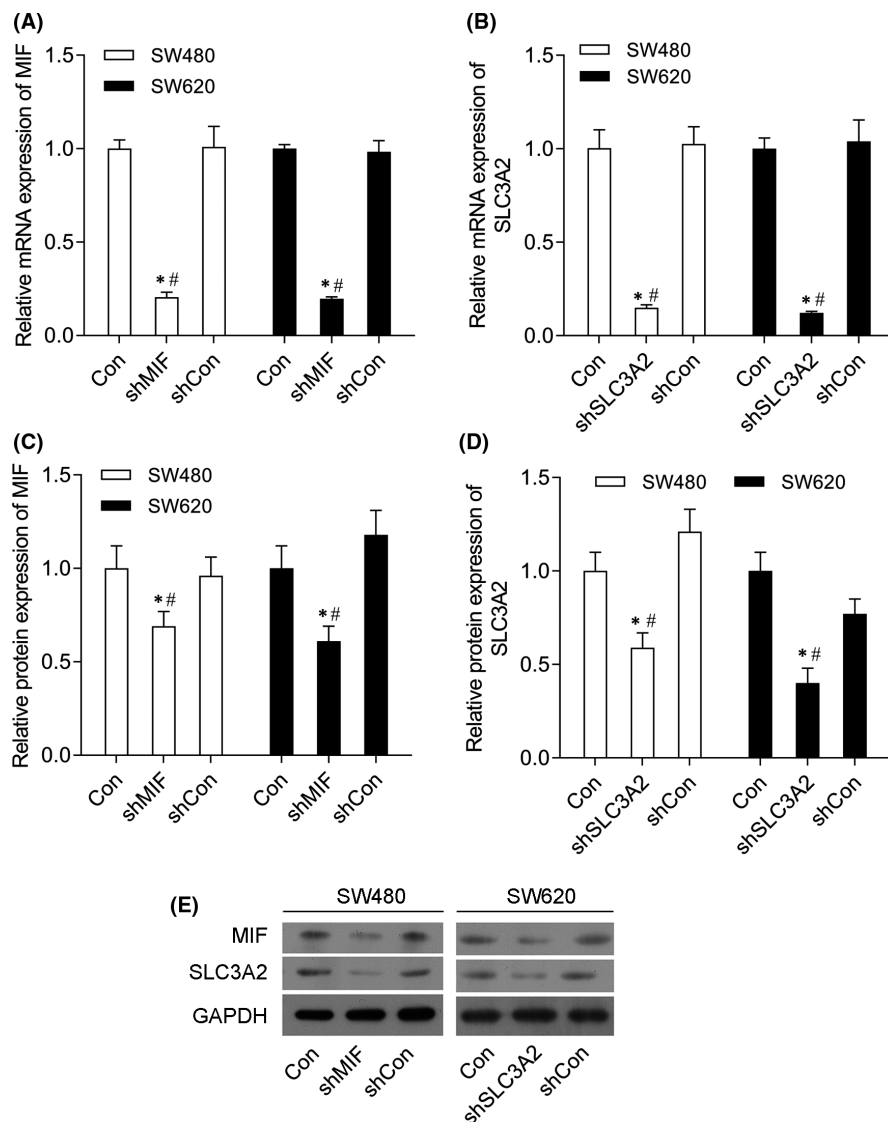 (A)
Relative mRNA expression of MIF
SW480
SW620
1.5
1.0
0.5
0.0
* #
* #
Con
shMIF
shCon
Con
shMIF
shCon
(B)
Relative mRNA expression of
SLC3A2
SW480
SW620
1.5
1.0
0.5
0.0
* #
* #
Con
shSLC3A2
shCon
Con
shSLC3A2
shCon
(C)
Relative protein expression of MIF
SW480
SW620
1.5
1.0
0.5
0.0
* #
* #
Con
shMIF
shCon
Con
shMIF
shCon
(D)
Relative protein expression of
SLC3A2
SW480 SW620
1.5
1.0
0.5
0.0
* #
* #
Con
shSLC3A2
shCon
Con
shSLC3A2
shCon
(E)
SW480 SW620
MIF
SLC3A2
GAPDH
Con
shMIF
shCon
Con
shSLC3A2
shCon